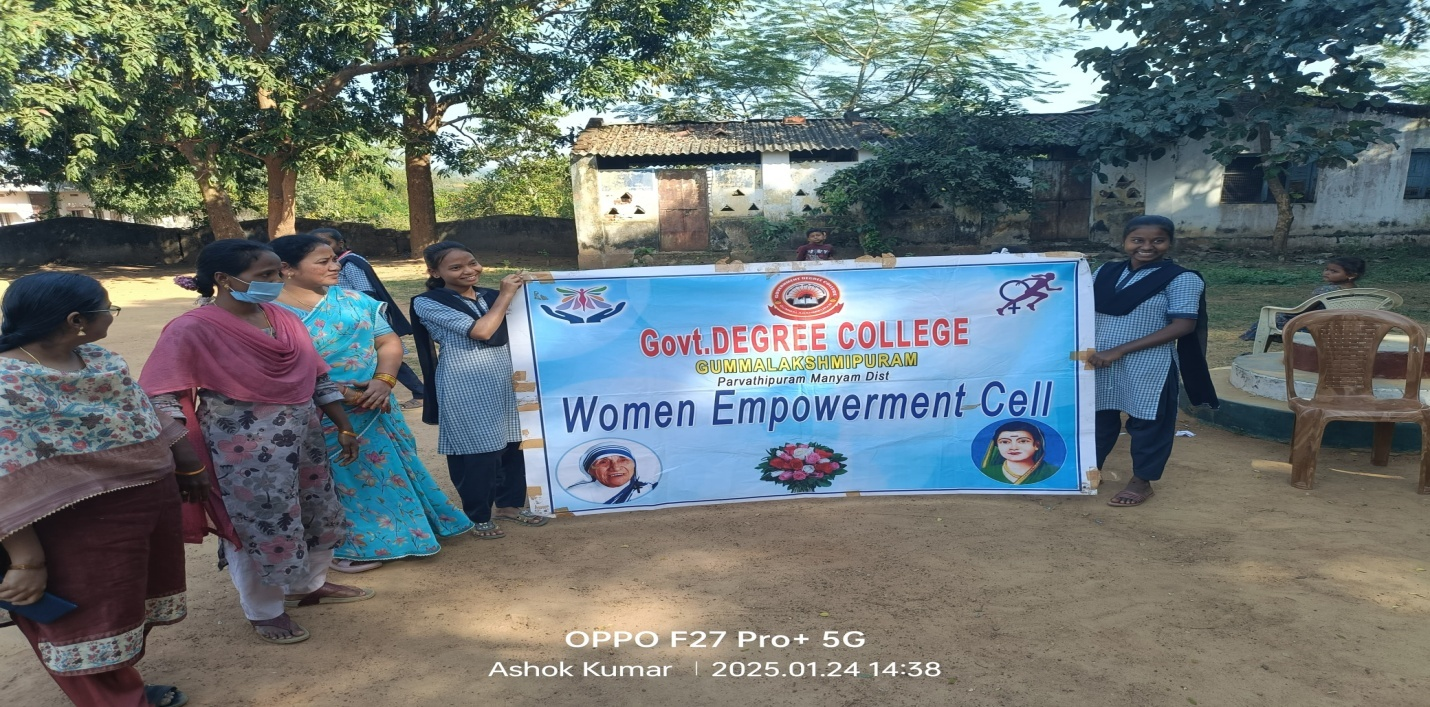 Govt.DEGREE COLLEGE
GUMMALAKSHMIPURAM
Parvathipuram Manyam Dist
Women Empowerment Cell
OPPO F27 Pro+ 5G
Ashok Kumar | 2025.01.24 14:38